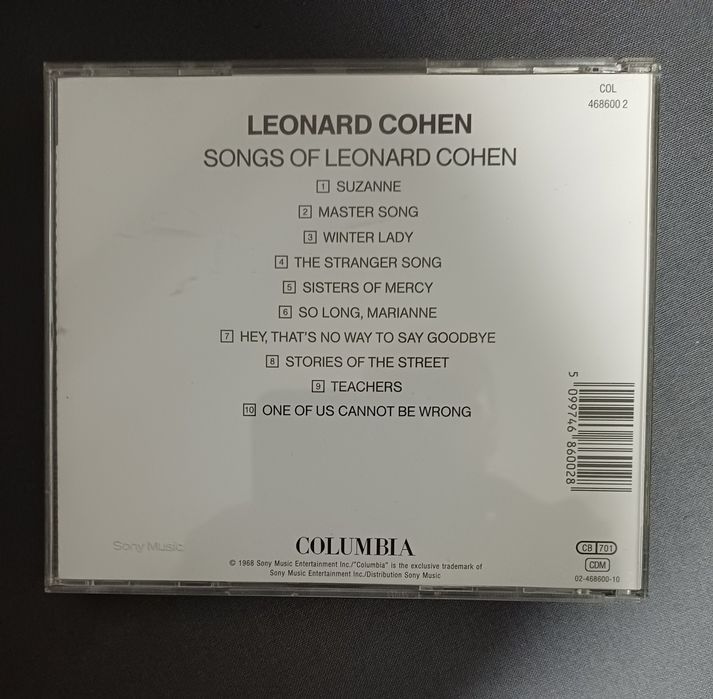 COL
468600 2
LEONARD COHEN
SONGS OF LEONARD COHEN
1 SUZANNE
2 MASTER SONG
3 WINTER LADY
4 THE STRANGER SONG
5 SISTERS OF MERCY
6 SO LONG, MARIANNE
7 HEY, THAT'S NO WAY TO SAY GOODBYE
8 STORIES OF THE STREET
9 TEACHERS
10 ONE OF US CANNOT BE WRONG
5 099746 860028
Sony Music
COLUMBIA
© 1968 Sony Music Entertainment Inc./"Columbia" is the exclusive trademark of
Sony Music Entertainment Inc./Distribution Sony Music
CB 701
CDM
02-468600-10